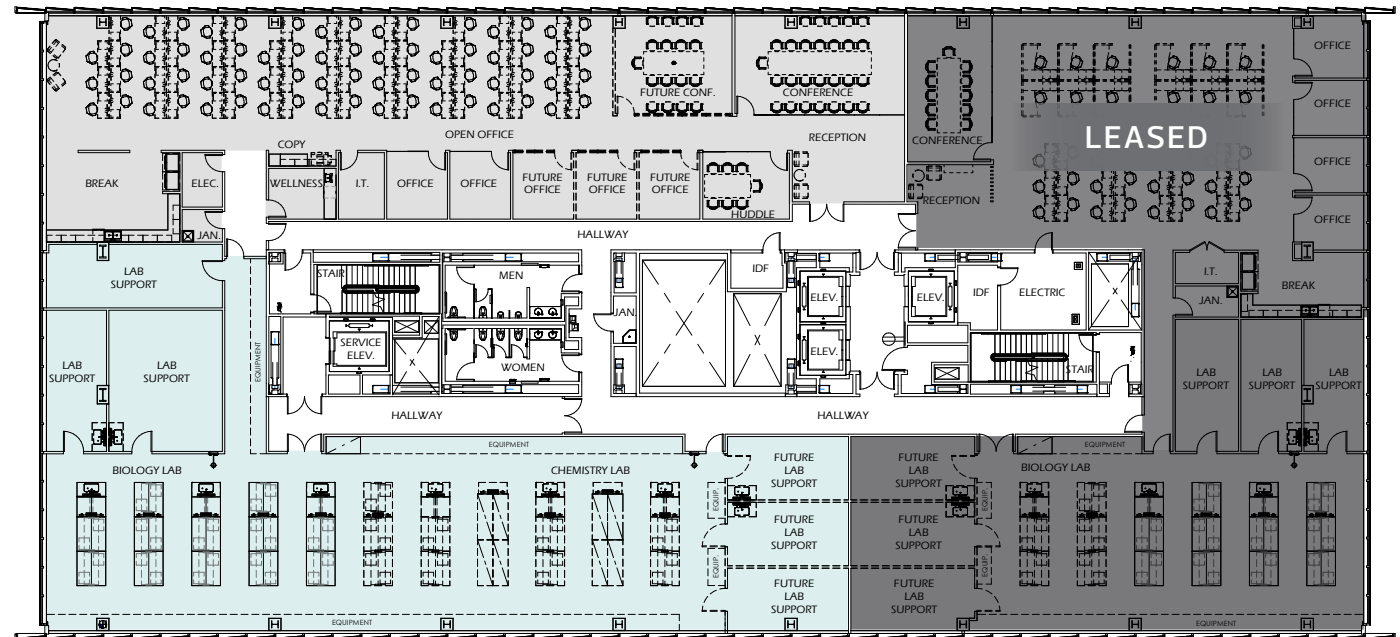 OFFICE
FUTURE CONF.
CONFERENCE
OFFICE
OPEN OFFICE
RECEPTION
CONFERENCE
LEASED
COPY
OFFICE
BREAK
ELEC.
WELLNESS
I.T.
OFFICE
OFFICE
FUTURE
OFFICE
FUTURE
OFFICE
FUTURE
OFFICE
HUDDLE
RECEPTION
OFFICE
JAN.
HALLWAY
LAB
SUPPORT
STAIR
MEN
IDF
ELEV.
ELEV.
IDF
ELECTRIC
I.T.
JAN.
BREAK
X
X
JAN.
SERVICE
ELEV.
X
X
ELEV.
WOMEN
STAIR
EQUIPMENT
LAB
SUPPORT
LAB
SUPPORT
LAB
SUPPORT
LAB
SUPPORT
LAB
SUPPORT
HALLWAY
HALLWAY
EQUIPMENT
EQUIPMENT
BIOLOGY LAB
CHEMISTRY LAB
FUTURE
LAB
SUPPORT
FUTURE
LAB
SUPPORT
BIOLOGY LAB
EQUIP.
EQUIP.
FUTURE
LAB
SUPPORT
FUTURE
LAB
SUPPORT
EQUIP.
EQUIP.
FUTURE
LAB
SUPPORT
FUTURE
LAB
SUPPORT
EQUIPMENT
EQUIPMENT